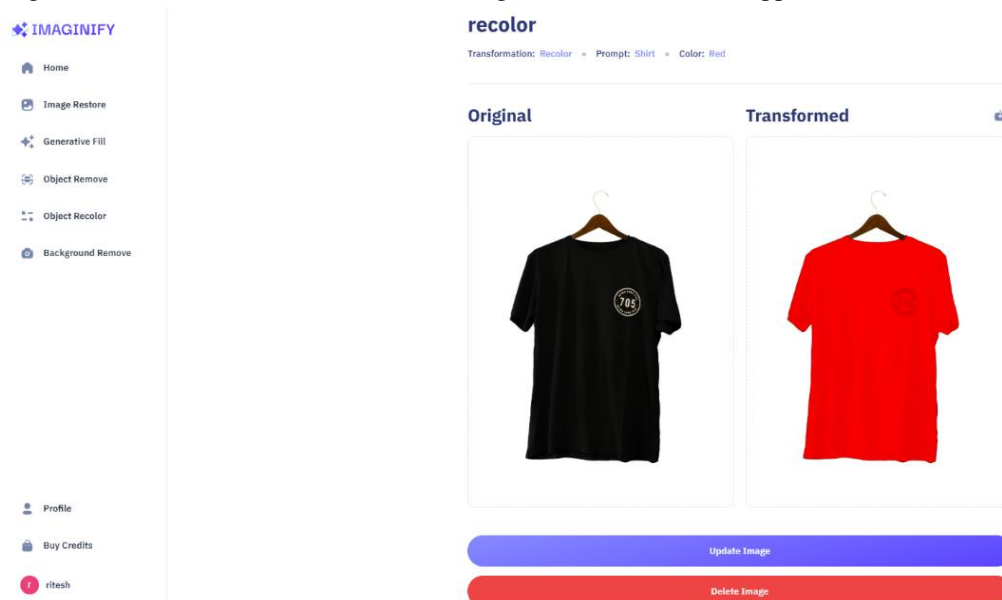 IMAGINIFY
Home
Image Restore
Generative Fill
Object Remove
Object Recolor
Background Remove
Profile
Buy Credits
r ritesh
recolor
Transformation: Recolor • Prompt: Shirt • Color: Red
Original
Transformed
705
Update Image
Delete Image